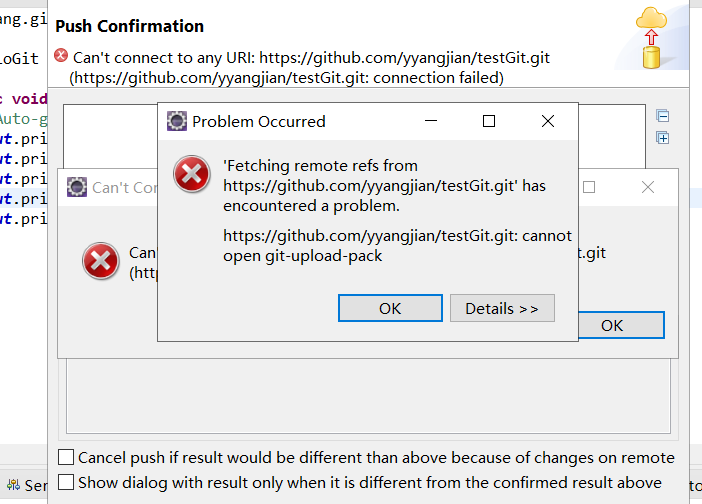 ang.gi
Push Confirmation
oGit
Can't connect to any URI: https://github.com/yyangjian/testGit.git
(https://github.com/yyangjian/testGit.git: connection failed)
c void
Auto-g
ut.pri
ut.pri
ut.pri
ut.pri
ut.pri
Problem Occurred
'Fetching remote refs from
https://github.com/yyangjian/testGit.git' has
encountered a problem.
https://github.com/yyangjian/testGit.git: cannot
open git-upload-pack
OK
Details >>
Can't Con
Can'
t.git
(http
OK
Cancel push if result would be different than above because of changes on remote
Show dialog with result only when it is different from the confirmed result above
Ser
to